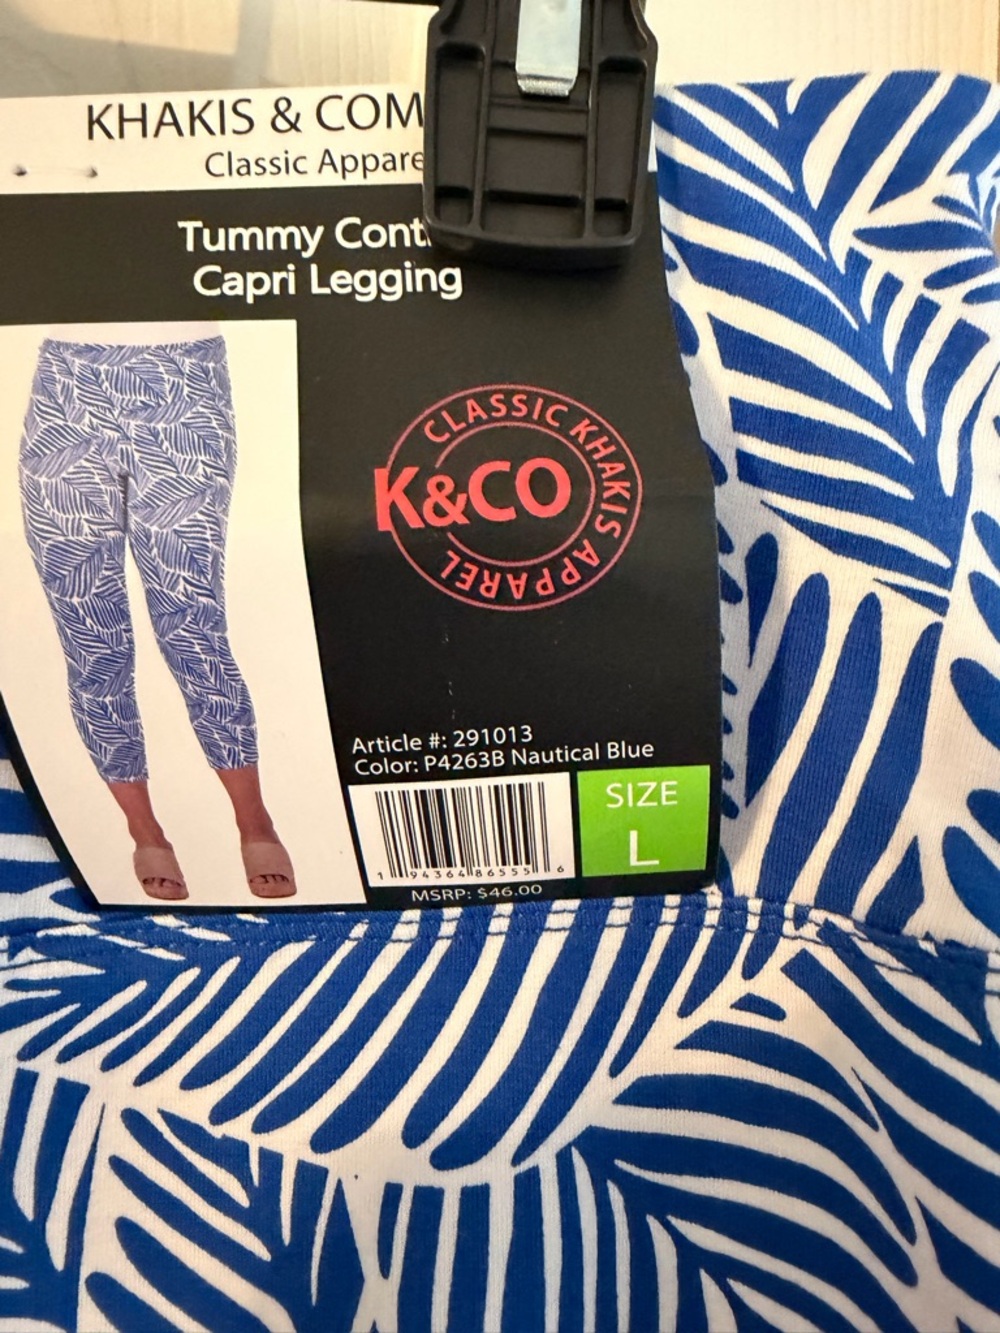 KHAKIS & COM
Classic Appare
Tummy Cont
Capri Legging
CLASSIC KHAKIS APPAREL
K&CO
Article #: 291013
Color: P4263B Nautical Blue
SIZE
L
1 94364 86555 6
MSRP: $46.00